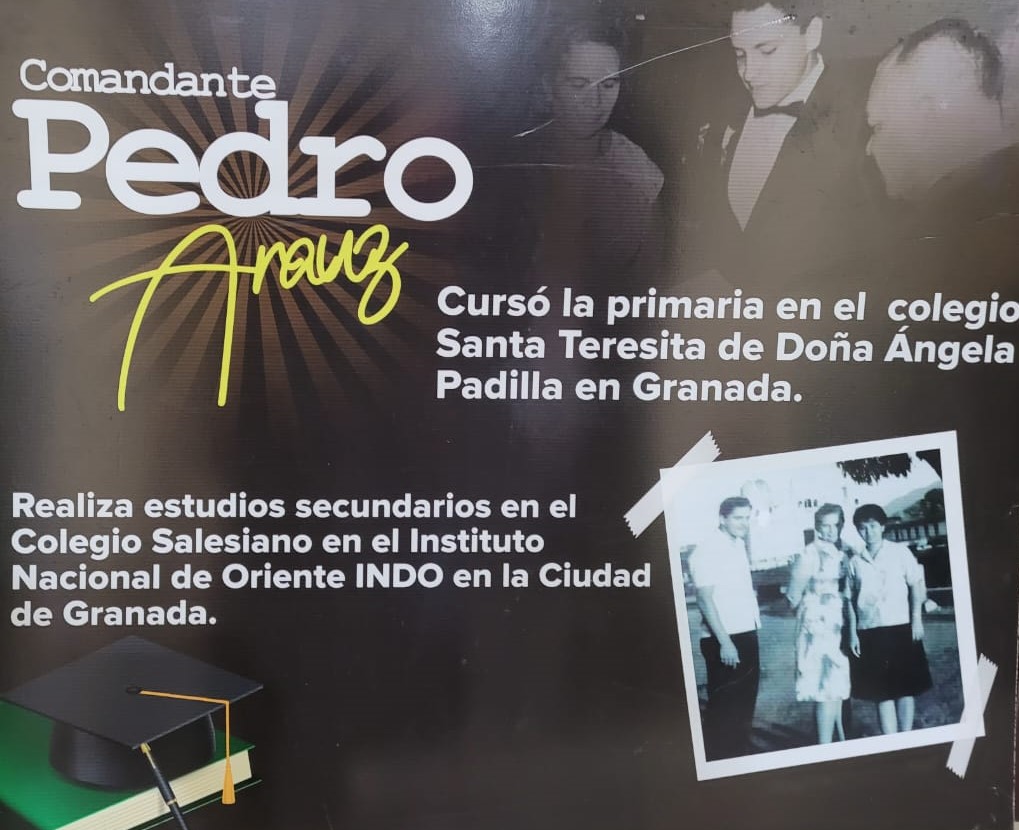 Comandante
Pedro
Arauz
Cursó la primaria en el colegio
Santa Teresita de Doña Ángela
Padilla en Granada.
Realiza estudios secundarios en el
Colegio Salesiano en el Instituto
Nacional de Oriente INDO en la Ciudad
de Granada.